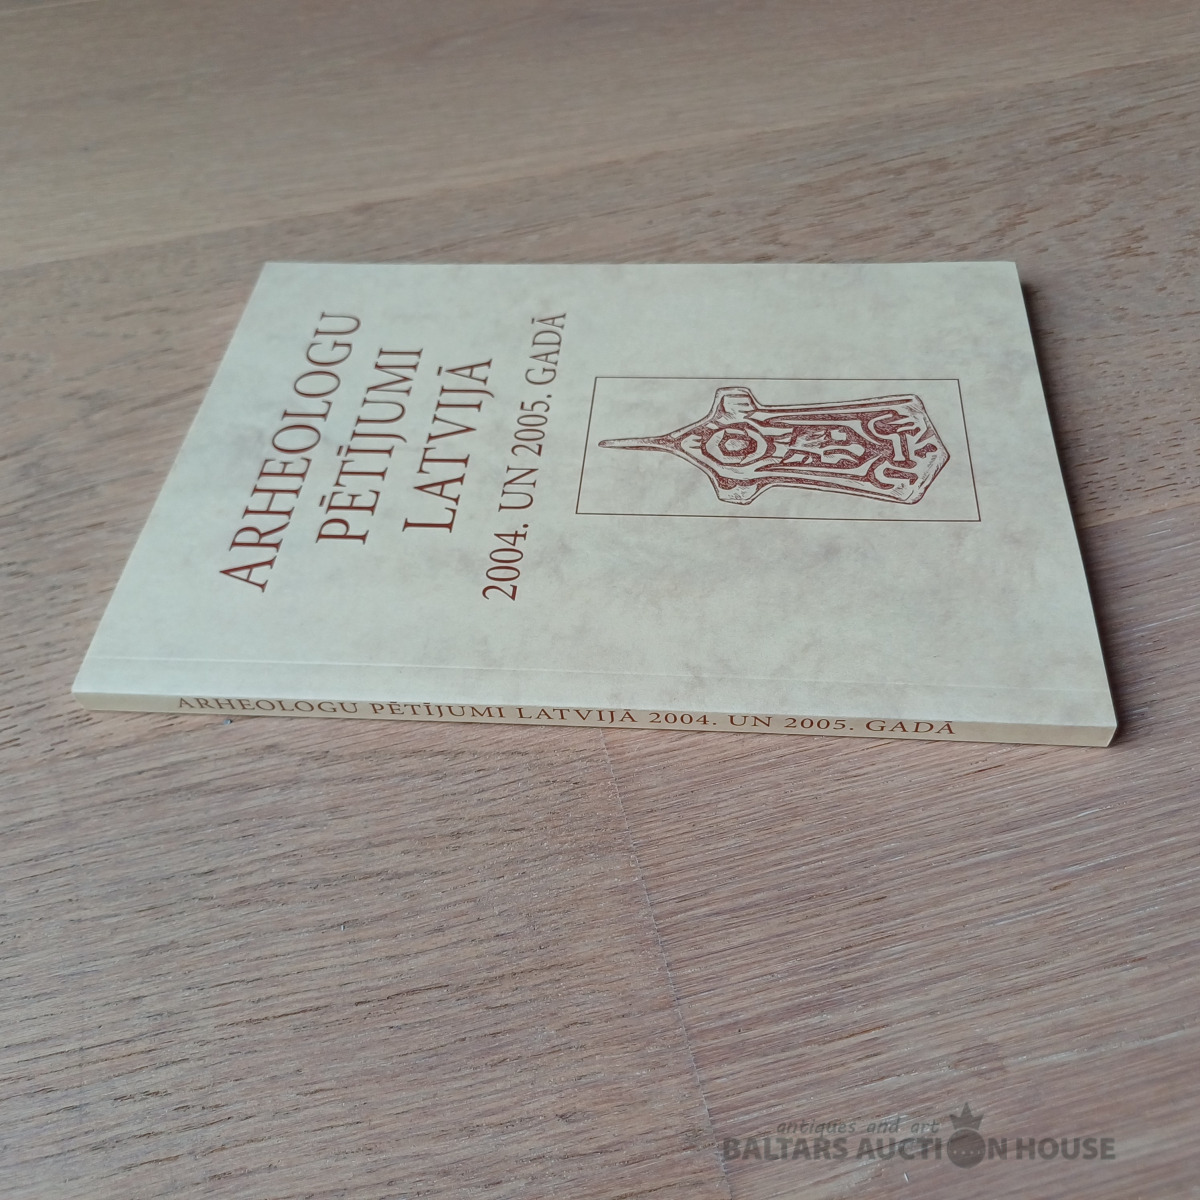 ARHEOLOGU
PĒTĪJUMI
LATVIJĀ
2004. UN 2005. GADĀ
ARHEOLOGU PĒTĪJUMI LATVIJĀ 2004. UN 2005. GADĀ
antiques and art
BALTARS AUCTION HOUSE